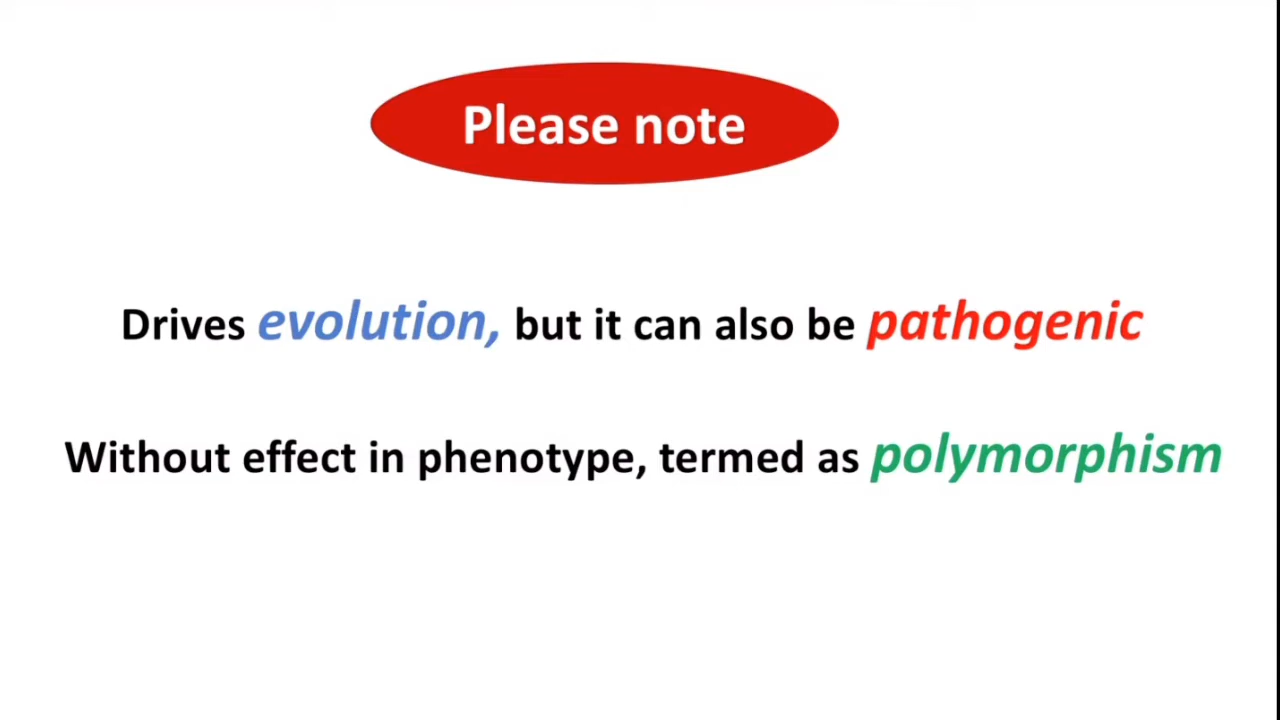 Please note
Drives evolution, but it can also be pathogenic
Without effect in phenotype, termed as polymorphism